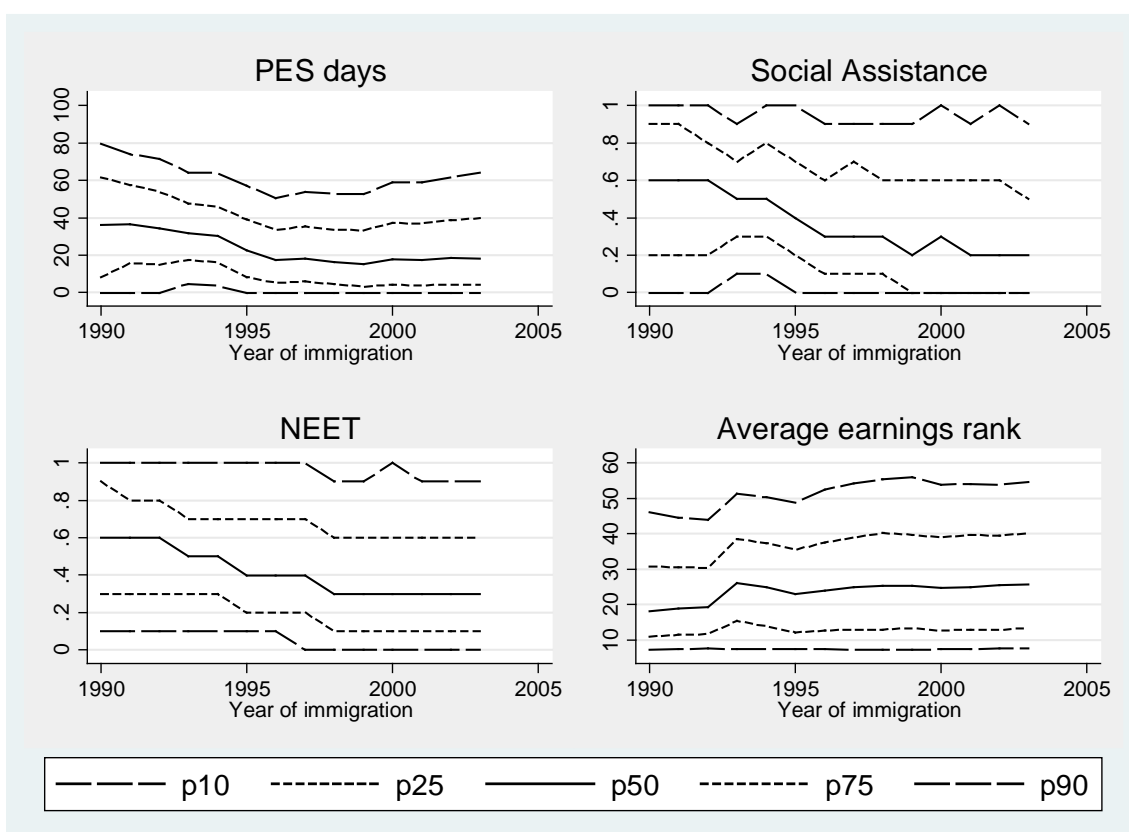 PES days
100
80
60
40
20
0
1990 1995 2000 2005
Year of immigration
Social Assistance
1
.8
.6
.4
.2
0
1990 1995 2000 2005
Year of immigration
NEET
1
.8
.6
.4
.2
0
1990 1995 2000 2005
Year of immigration
Average earnings rank
60
50
40
30
20
10
1990 1995 2000 2005
Year of immigration
p10 p25 p50 p75 p90